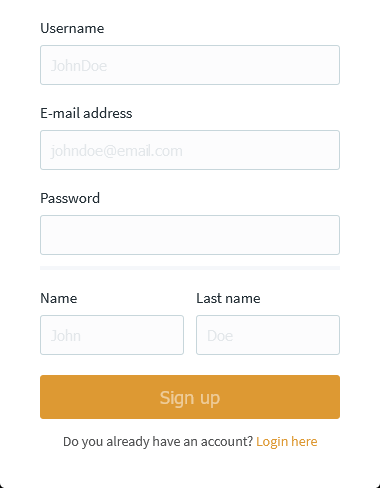 Username
JohnDoe
E-mail address
johndoe@email.com
Password
Name Last name
John Doe
Sign up
Do you already have an account? Login here